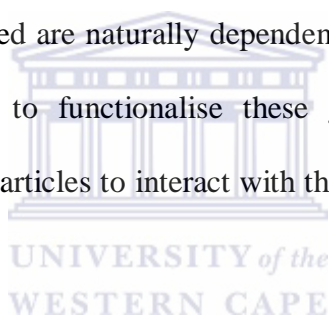 ed are naturally dependen
to functionalise these
articles to interact with th
UNIVERSITY of the
WESTERN CAPE